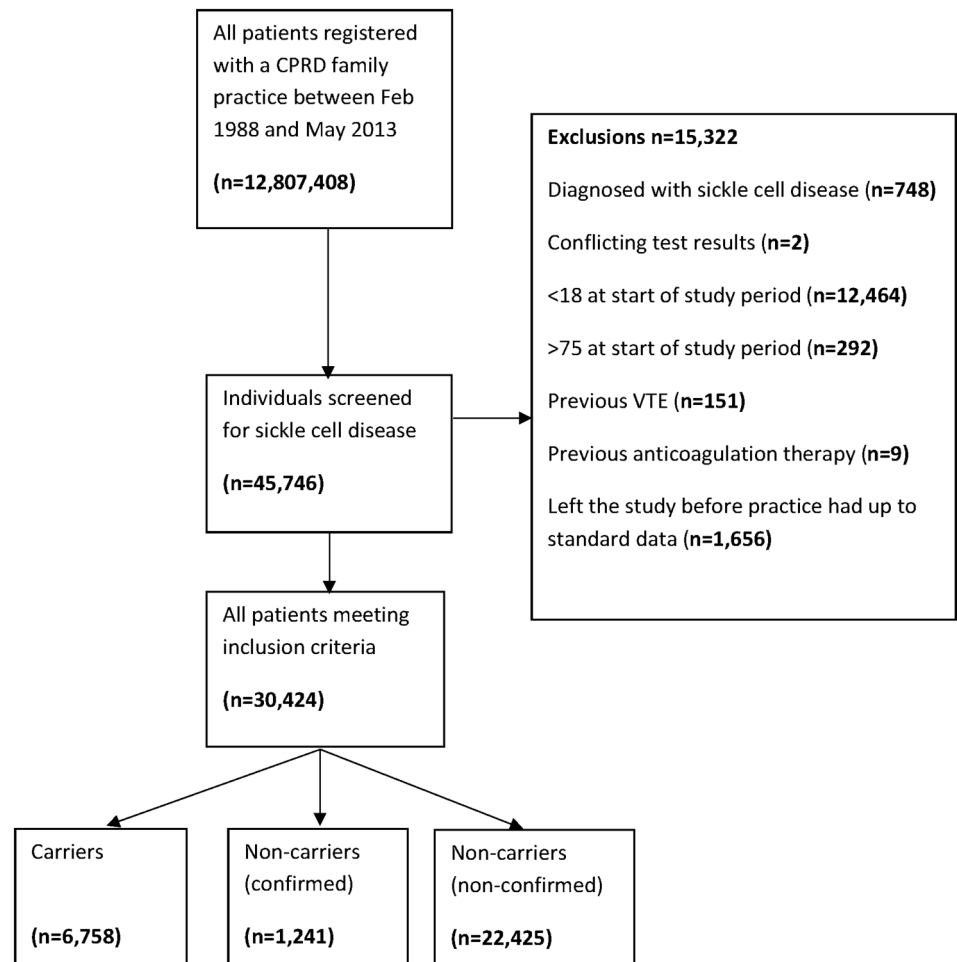 All patients registered
with a CPRD family
practice between Feb
1988 and May 2013
(n=12,807,408)
Exclusions n=15,322
Diagnosed with sickle cell disease (n=748)
Conflicting test results (n=2)
<18 at start of study period (n=12,464)
>75 at start of study period (n=292)
Previous VTE (n=151)
Previous anticoagulation therapy (n=9)
Left the study before practice had up to
standard data (n=1,656)
Individuals screened
for sickle cell disease
(n=45,746)
All patients meeting
inclusion criteria
(n=30,424)
Carriers
(n=6,758)
Non-carriers
(confirmed)
(n=1,241)
Non-carriers
(non-confirmed)
(n=22,425)